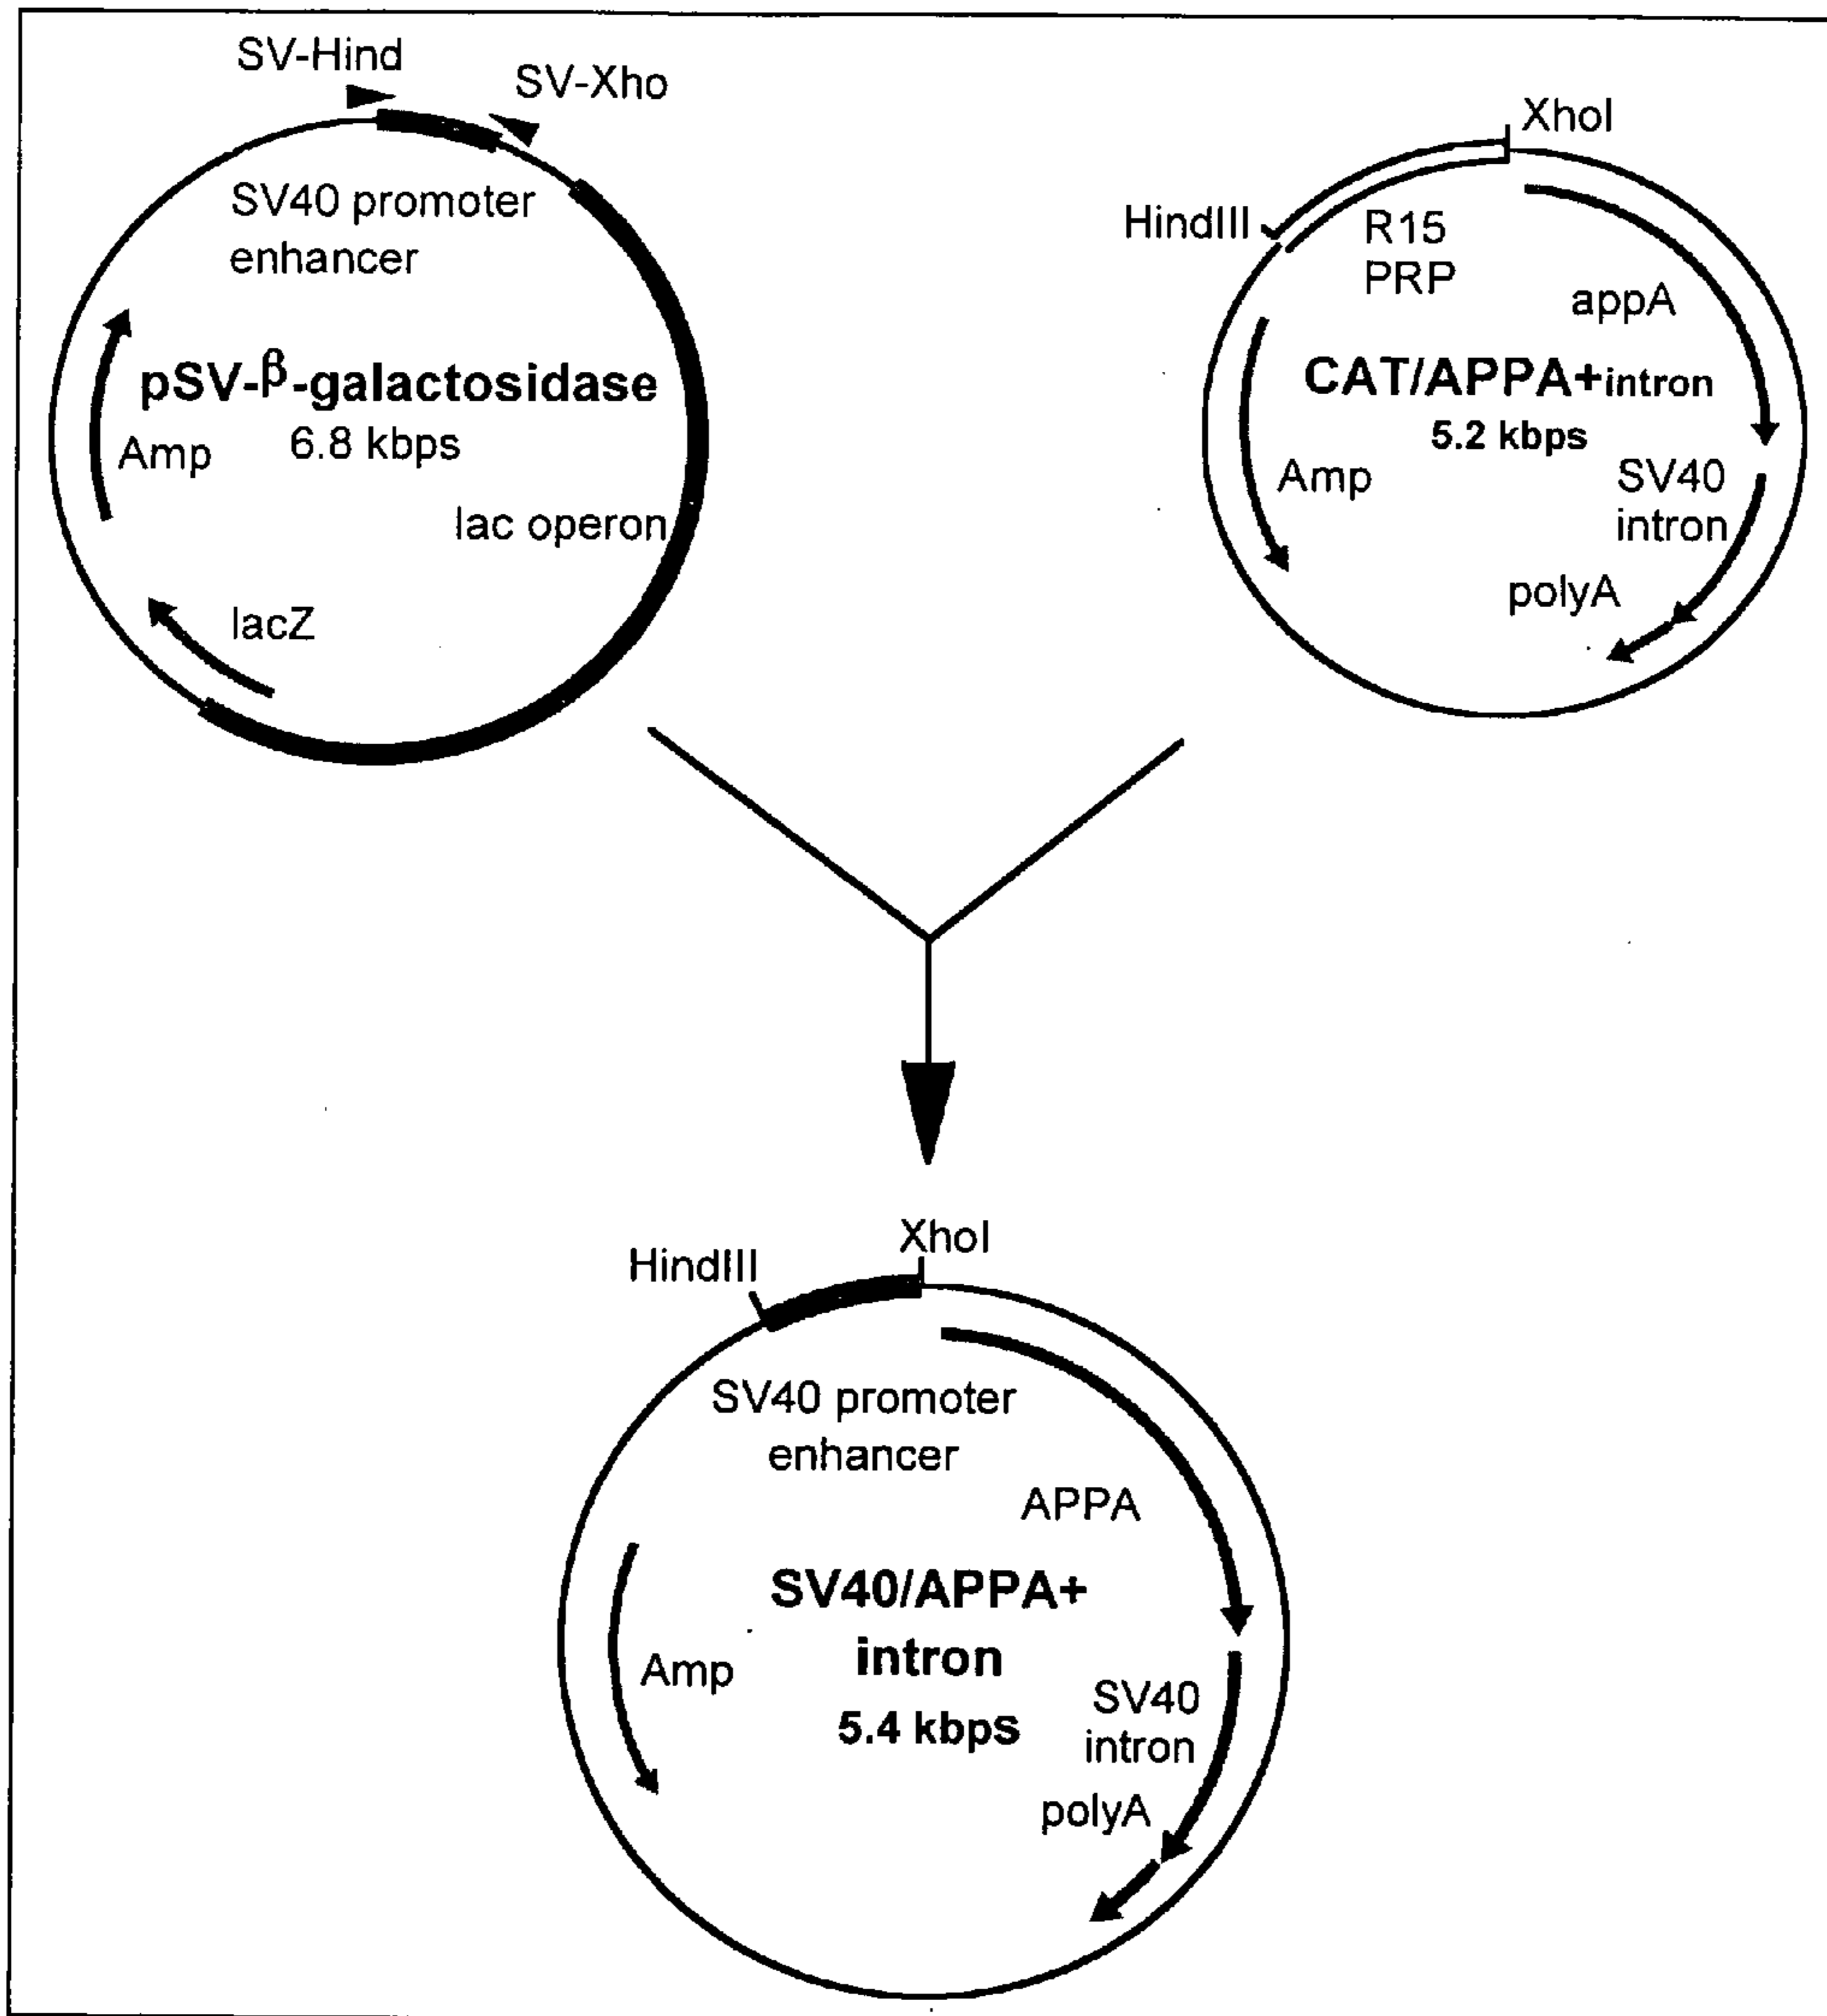 SV-Hind
SV-Xho
SV40 promoter
enhancer
pSV-β-galactosidase
6.8 kbps
Amp
lac operon
lacZ
XhoI
HindIII
R15
PRP
appA
CAT/APPA+intron
5.2 kbps
Amp
SV40
intron
polyA
XhoI
HindIII
SV40 promoter
enhancer
APPA
SV40/APPA+
intron
5.4 kbps
Amp
SV40
intron
polyA